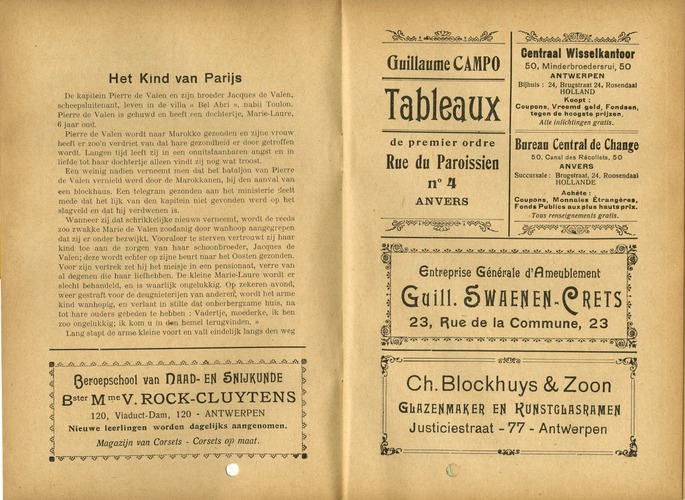 Het Kind van Parijs
De kapitein Pierre de Valen en zijn broeder Jacques de Valen,
scheepsluitenant, leven in de villa « Bel Abri », nabij Toulon.
Pierre de Valen is gehuwd en heeft een dochtertje, Marie-Laure,
6 jaar oud.
Pierre de Valen wordt naar Marokko gezonden en zijne vrouw
heeft er zoo'n verdriet van dat hare gezondheid er door getroffen
wordt. Langen tijd leeft zij in een onuitstaanbaren angst en in
liefde tot haar dochtertje alleen vindt zij nog wat troost.
Een weinig nadien verneemt men dat het bataljon van Pierre
de Valen vernield werd door de Marokkanen, bij den aanval van
een blockhaus. Een telegram gezonden aan het ministerie deelt
mede dat het lijk van den kapitein niet gevonden werd op het
slagveld en dat hij verdwenen is.
Wanneer zij dat schrikkelijke nieuws verneemt, wordt de reeds
zoo zwakke Marie de Valen zoodanig door wanhoop aangegrepen
dat zij er onder bezwijkt. Vooraleer te sterven vertrouwt zij haar
kind toe aan de zorgen van haar schoonbroeder, Jacques de
Valen; deze wordt echter op zijne beurt naar het Oosten gezonden.
Voor zijn vertrek zet hij het meisje in een pensionaat, verre van
al degenen die haar liefhebben. De kleine Marie-Laure wordt er
slecht behandeld, en is waarlijk ongelukkig. Op zekeren avond,
weer gestraft voor de deugnieterijen van anderen, wordt het arme
kind wanhopig, en verlaat in stilte dat onherbergzame huis, na
tot hare ouders gebeden te hebben : Vadertje, moederke, ik ben
zoo ongelukkig; ik kom u in den hemel terugvinden. »
Lang stapt de arme kleine voort en valt eindelijk langs den weg
Beroepschool van NAAD- EN SNIJKUNDE
Bster Mme V. ROCK-CLUYTENS
120, Viaduct-Dam, 120 - ANTWERPEN
Nieuwe leerlingen worden dagelijks aangenomen.
Magazijn van Corsets - Corsets op maat.
Guillaume CAMPO
Tableaux
de premier ordre
Rue du Paroissien
n° 4
ANVERS
Centraal Wisselkantoor
50, Minderbroedersrui, 50
ANTWERPEN
Bijhuis : 24, Brugstraat 24, Rosendaal
HOLLAND
Koopt :
Coupons, Vreemd geld, Fondsen,
tegen de hoogste prijzen.
Alle inlichtingen gratis.
Bureau Central de Change
50, Canal des Récollets, 50
ANVERS
Succursale : Brugstraat, 24, Roosendaal
HOLLANDE
Achète :
Coupons, Monnaies Étrangères,
Fonds Publics aux plus hauts prix.
Tous renseignements gratis.
Entreprise Générale d'Ameublement
Guill. SWAENEN-CRETS
23, Rue de la Commune, 23
Ch. Blockhuys & Zoon
GLAZENMAKER EN KUNSTGLASRAMEN
Justiciestraat - 77 - Antwerpen